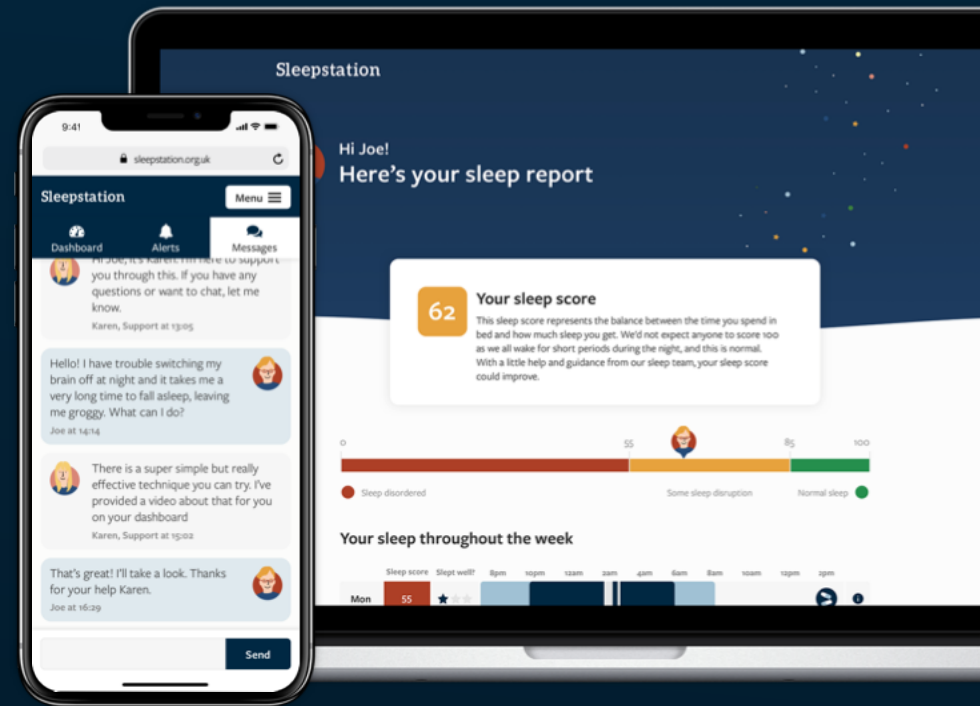 9:41
sleepstation.org.uk
Sleepstation
Menu
Dashboard
Alerts
Messages
Hi Joe, it's Karen. I'm here to support
you through this. If you have any
questions or want to chat, let me
know.
Karen, Support at 13:05
Hello! I have trouble switching my
brain off at night and it takes me a
very long time to fall asleep, leaving
me groggy. What can I do?
Joe at 14:14
There is a super simple but really
effective technique you can try. I've
provided a video about that for you
on your dashboard
Karen, Support at 15:02
That's great! I'll take a look. Thanks
for your help Karen.
Joe at 16:29
Send
Sleepstation
Hi Joe!
Here's your sleep report
62
Your sleep score
This sleep score represents the balance between the time you spend in
bed and how much sleep you get. We'd not expect anyone to score 100
as we all wake for short periods during the night, and this is normal.
With a little help and guidance from our sleep team, your sleep score
could improve.
0 55 85 100
Sleep disordered Some sleep disruption Normal sleep
Your sleep throughout the week
Sleep score Slept well? 8pm 10pm 12am 2am 4am 6am 8am 10am 12pm 2pm
Mon 55